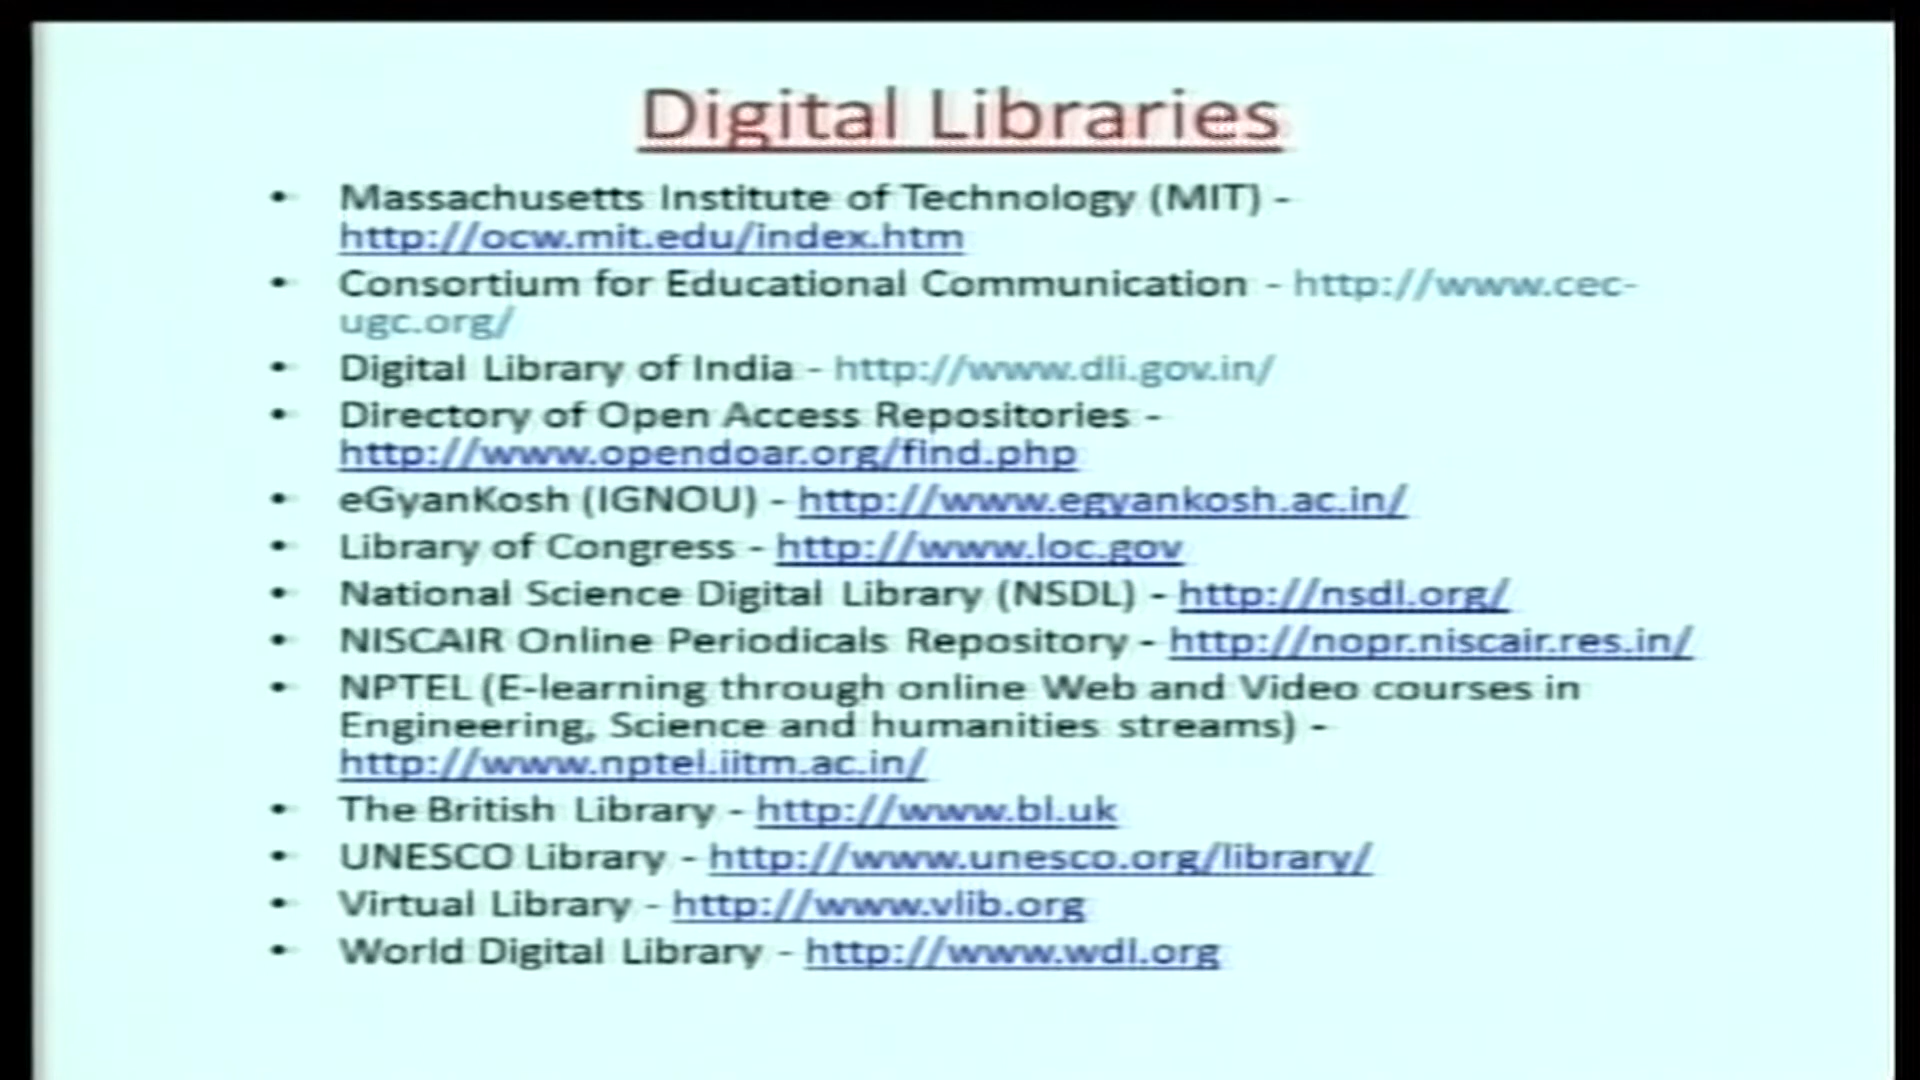 Digital Libraries
• Massachusetts Institute of Technology (MIT) -
http://ocw.mit.edu/index.htm
• Consortium for Educational Communication - http://www.cec-
ugc.org/
• Digital Library of India - http://www.dli.gov.in/
• Directory of Open Access Repositories -
http://www.opendoar.org/find.php
• eGyanKosh (IGNOU) - http://www.egyankosh.ac.in/
• Library of Congress - http://www.loc.gov
• National Science Digital Library (NSDL) - http://nsdl.org/
• NISCAIR Online Periodicals Repository - http://nopr.niscair.res.in/
• NPTEL (E-learning through online Web and Video courses in
Engineering, Science and humanities streams) -
http://www.nptel.iitm.ac.in/
• The British Library - http://www.bl.uk
• UNESCO Library - http://www.unesco.org/library/
• Virtual Library - http://www.vlib.org
• World Digital Library - http://www.wdl.org